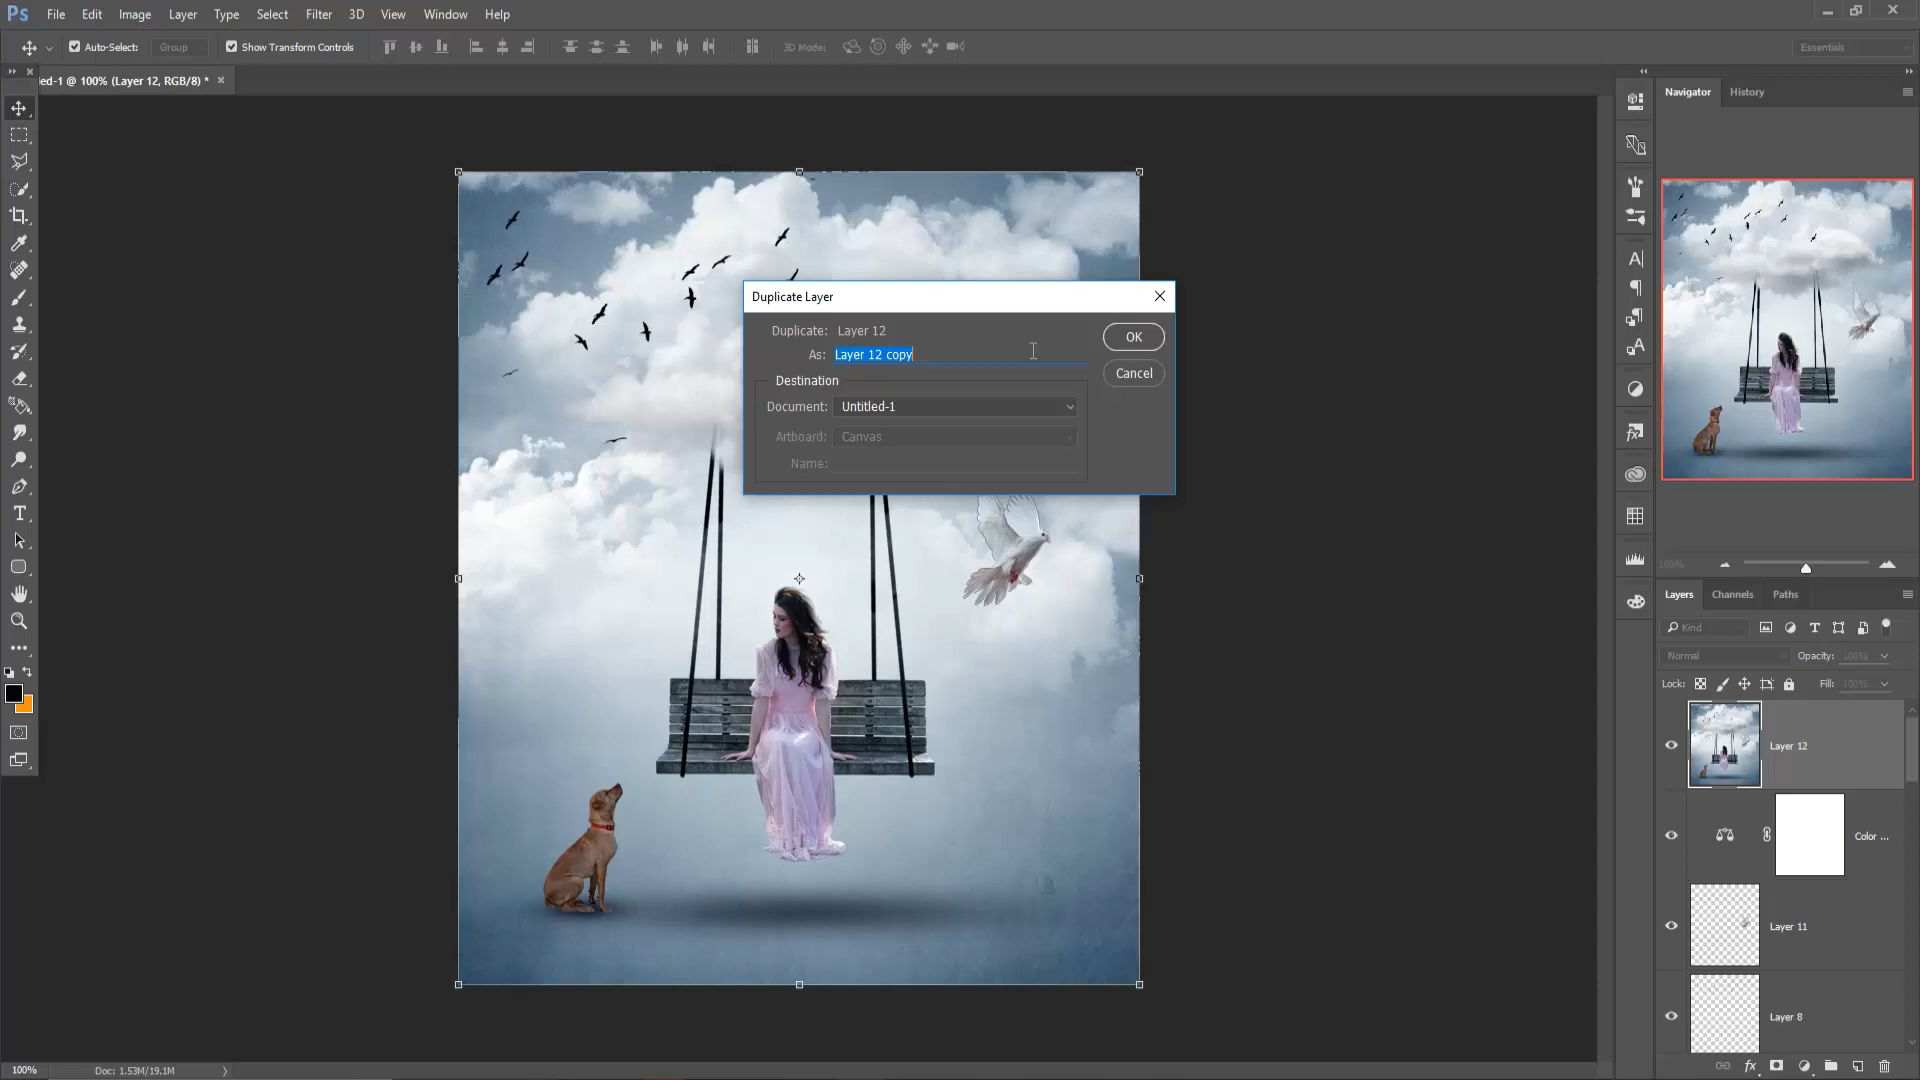 Ps File Edit Image Layer Type Select Filter 3D View Window Help
Auto-Select: Group Show Transform Controls 3D Mode: Essentials
ed-1 @ 100% (Layer 12, RGB/8) *
Navigator History
Duplicate Layer
Duplicate: Layer 12
As: Layer 12 copy
OK
Cancel
Destination
Document: Untitled-1
Artboard: Canvas
Name:
100%
Layers Channels Paths
Kind
Normal Opacity: 100%
Lock: Fill: 100%
Layer 12
Color ...
Layer 11
Layer 8
100% Doc: 1.53M/19.1M